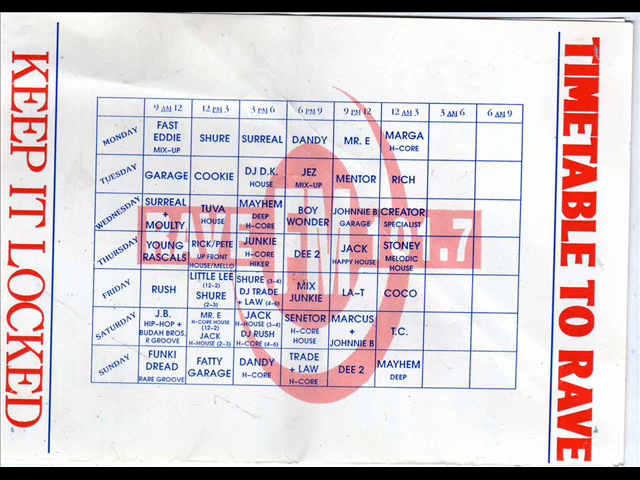 TIMETABLE TO RAVE
KEEP IT LOCKED
9 AM 12 12 PM 3 3 PM 6 6 PM 9 9 PM 12 12 AM 3 3 AM 6 6 AM 9
MONDAY
FAST
EDDIE
MIX-UP
SHURE
SURREAL
DANDY
MR. E
MARGA
H-CORE
TUESDAY
GARAGE
COOKIE
DJ D.K.
HOUSE
JEZ
MIX-UP
MENTOR
RICH
WEDNESDAY
SURREAL
+
MOULTY
TUVA
HOUSE
MAYHEM
DEEP
H-CORE
BOY
WONDER
JOHNNIE B
GARAGE
CREATOR
SPECIALIST
THURSDAY
YOUNG
RASCALS
RICK/PETE
UP FRONT
HOUSE/MELLO
JUNKIE
H-CORE
HIKER
DEE 2
JACK
HAPPY HOUSE
STONEY
MELODIC
HOUSE
FRIDAY
RUSH
LITTLE LEE
(12-2)
SHURE
(2-3)
SHURE (3-4)
DJ TRADE
+ LAW (4-6)
MIX
JUNKIE
LA-T
COCO
SATURDAY
J.B.
HIP-HOP +
BUDAH BROS.
R GROOVE
MR. E
H-CORE HOUSE
(12-2)
JACK
H-HOUSE (2-3)
JACK
H-HOUSE (3-4)
DJ RUSH
H-CORE (4-6)
SENETOR
H-CORE
HOUSE
MARCUS
+
JOHNNIE B
T.C.
SUNDAY
FUNKI
DREAD
RARE GROOVE
FATTY
GARAGE
DANDY
H-CORE
TRADE
+ LAW
H-CORE
DEE 2
MAYHEM
DEEP